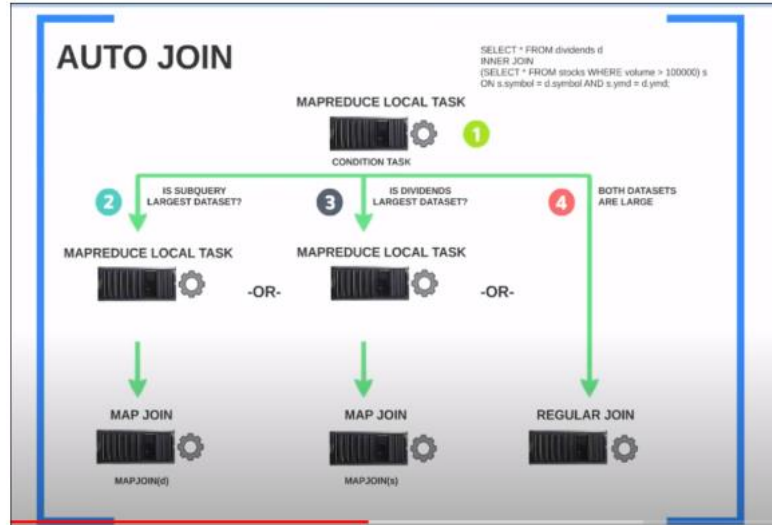 AUTO JOIN
SELECT * FROM dividends d
INNER JOIN
(SELECT * FROM stocks WHERE volume > 100000) s
ON s.symbol = d.symbol AND s.ymd = d.ymd;
MAPREDUCE LOCAL TASK
1
CONDITION TASK
2
IS SUBQUERY
LARGEST DATASET?
3
IS DIVIDENDS
LARGEST DATASET?
4
BOTH DATASETS
ARE LARGE
MAPREDUCE LOCAL TASK
-OR-
MAPREDUCE LOCAL TASK
-OR-
MAP JOIN
MAPJOIN(d)
MAP JOIN
MAPJOIN(s)
REGULAR JOIN